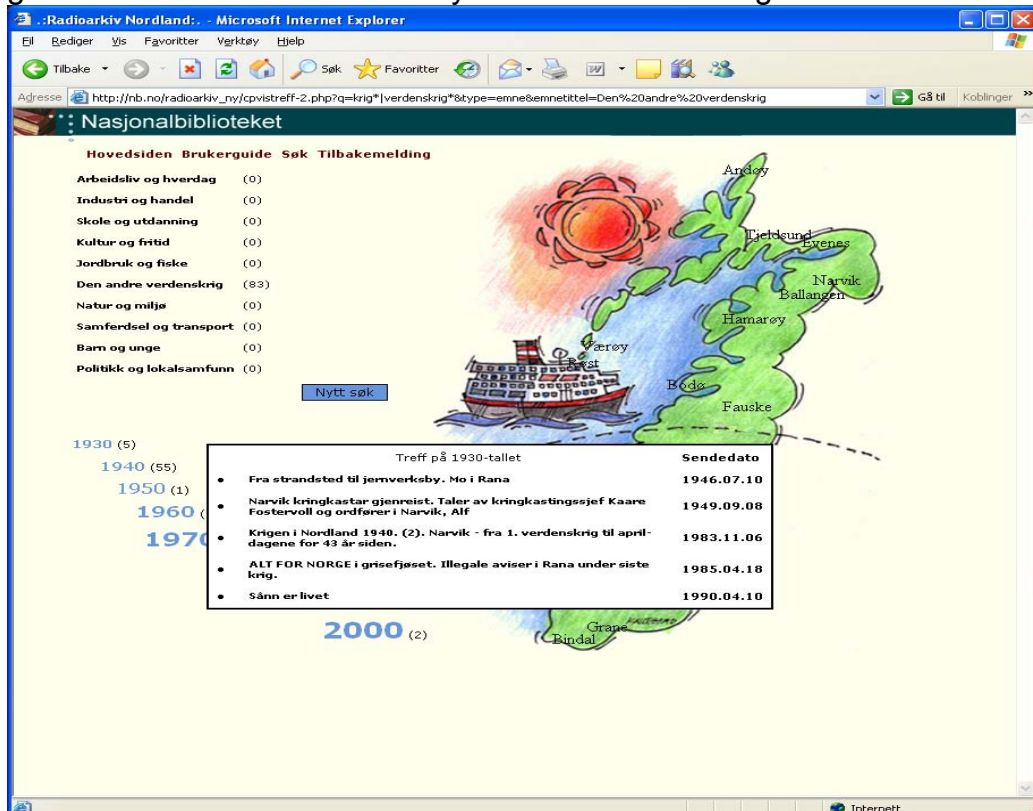 .:Radioarkiv Nordland:. - Microsoft Internet Explorer
Fil Rediger Vis Favoritter Verktøy Hjelp
Tilbake Søk Favoritter
Adresse http://nb.no/radioarkiv_ny/cpvistreff-2.php?q=krig*|verdenskrig*&type=emne&emnetittel=Den%20andre%20verdenskrig Gå til Koblinger »
Nasjonalbiblioteket
Hovedsiden Brukerguide Søk Tilbakemelding
Arbeidsliv og hverdag (0)
Industri og handel (0)
Skole og utdanning (0)
Kultur og fritid (0)
Jordbruk og fiske (0)
Den andre verdenskrig (83)
Natur og miljø (0)
Samferdsel og transport (0)
Barn og unge (0)
Politikk og lokalsamfunn (0)
Nytt søk
Andøy
Tjeldsund
Evenes
Narvik
Ballangen
Hamarøy
Værøy
Røst
Bodø
Fauske
1930 (5)
1940 (55)
1950 (1)
1960 (
1970
Treff på 1930-tallet Sendedato
• Fra strandsted til jernverksby. Mo i Rana 1946.07.10
• Narvik kringkastar gjenreist. Taler av kringkastingssjef Kaare
Fostervoll og ordfører i Narvik, Alf 1949.09.08
• Krigen i Nordland 1940. (2). Narvik - fra 1. verdenskrig til april-
dagene for 43 år siden. 1983.11.06
• ALT FOR NORGE i grisefjøset. Illegale aviser i Rana under siste
krig. 1985.04.18
• Sånn er livet 1990.04.10
2000 (2)
Grane
Bindal
Internett